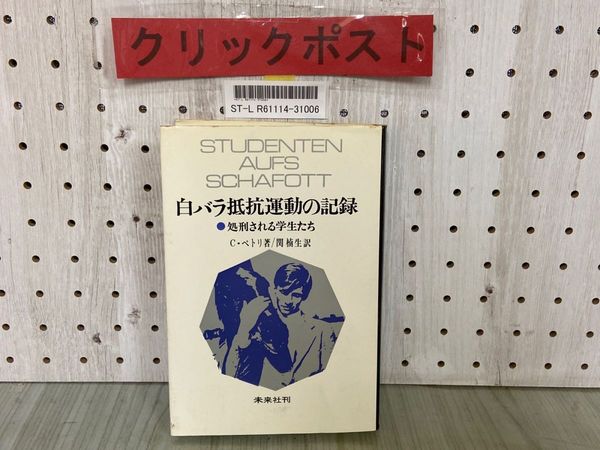 クリックポスト
ST-L R61114-31006
STUDENTEN
AUFS
SCHAFOTT
白バラ抵抗運動の記録
●処刑される学生たち
C・ペトリ著/関楠生訳
未来社刊